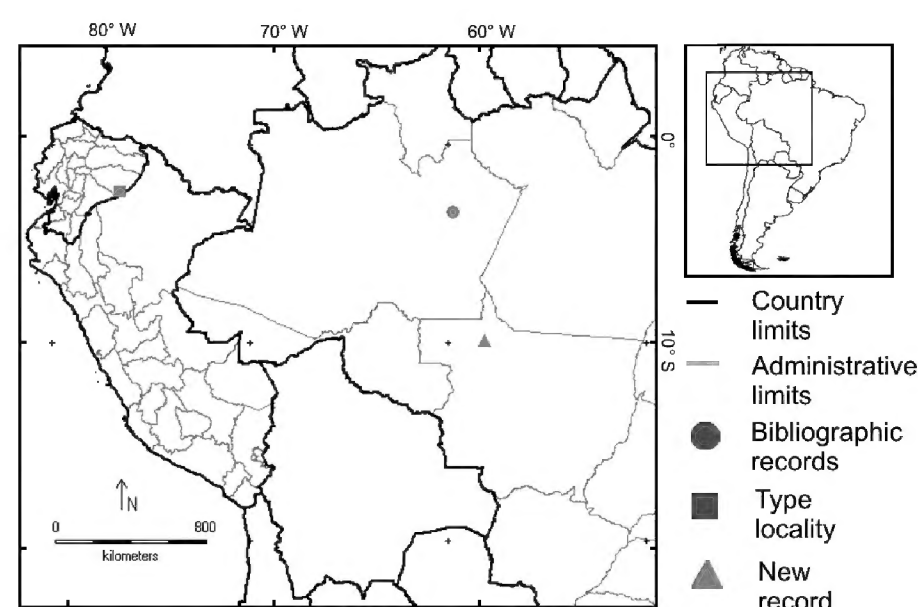 80° W 70° W 60° W
0°
10° S
N
0 800
kilometers
Country
limits
Administrative
limits
Bibliographic
records
Type
locality
New
record